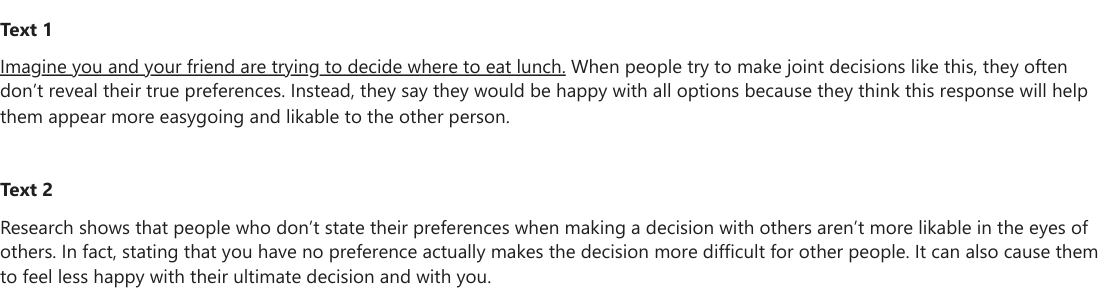 Text 1
Imagine you and your friend are trying to decide where to eat lunch. When people try to make joint decisions like this, they often
don’t reveal their true preferences. Instead, they say they would be happy with all options because they think this response will help
them appear more easygoing and likable to the other person.
Text 2
Research shows that people who don’t state their preferences when making a decision with others aren’t more likable in the eyes of
others. In fact, stating that you have no preference actually makes the decision more difficult for other people. It can also cause them
to feel less happy with their ultimate decision and with you.